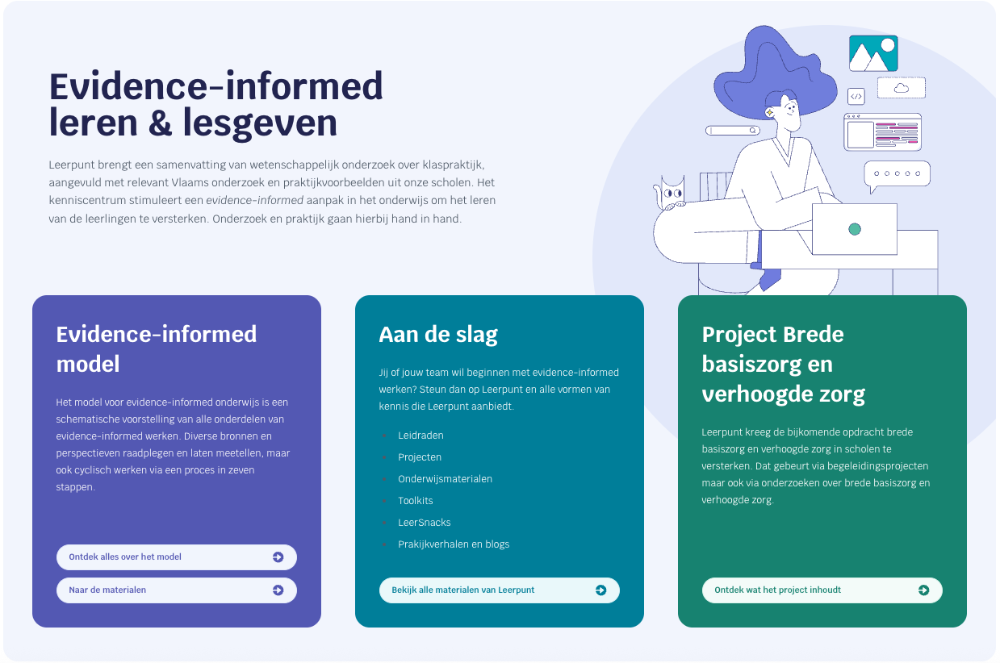 Evidence-informed
leren & lesgeven
Leerpunt brengt een samenvatting van wetenschappelijk onderzoek over klaspraktijk,
aangevuld met relevant Vlaams onderzoek en praktijkvoorbeelden uit onze scholen. Het
kenniscentrum stimuleert een evidence-informed aanpak in het onderwijs om het leren
van de leerlingen te versterken. Onderzoek en praktijk gaan hierbij hand in hand.
</>
Evidence-informed
model
Het model voor evidence-informed onderwijs is een
schematische voorstelling van alle onderdelen van
evidence-informed werken. Diverse bronnen en
perspectieven raadplegen en laten meetellen, maar
ook cyclisch werken via een proces in zeven
stappen.
Ontdek alles over het model
Naar de materialen
Aan de slag
Jij of jouw team wil beginnen met evidence-informed
werken? Steun dan op Leerpunt en alle vormen van
kennis die Leerpunt aanbiedt.
Leidraden
Projecten
Onderwijsmaterialen
Toolkits
LeerSnacks
Prakijkverhalen en blogs
Bekijk alle materialen van Leerpunt
Project Brede
basiszorg en
verhoogde zorg
Leerpunt kreeg de bijkomende opdracht brede
basiszorg en verhoogde zorg in scholen te
versterken. Dat gebeurt via begeleidingsprojecten
maar ook via onderzoeken over brede basiszorg en
verhoogde zorg.
Ontdek wat het project inhoudt